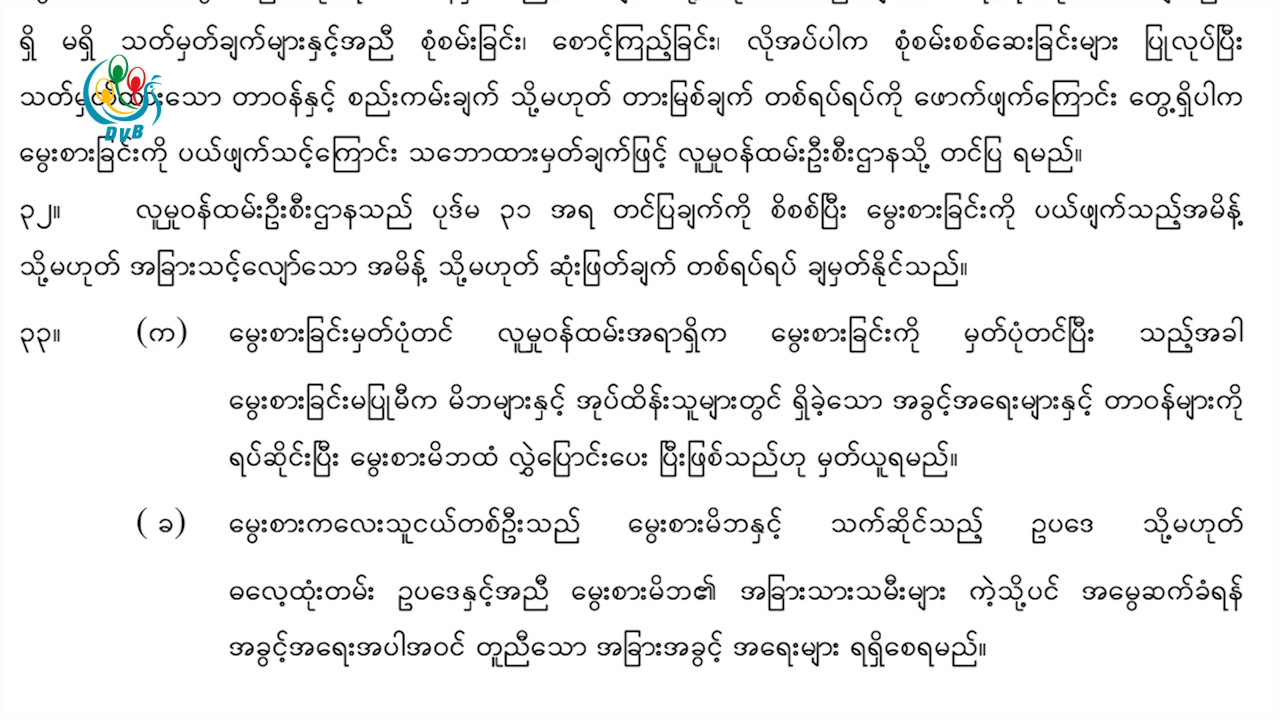 ရှိ မရှိ သတ်မှတ်ချက်များနှင့်အညီ စုံစမ်းခြင်း၊ စောင့်ကြည့်ခြင်း၊ လိုအပ်ပါက စုံစမ်းစစ်ဆေးခြင်းများ ပြုလုပ်ပြီး
သတ်မှတ်ထားသော တာဝန်နှင့် စည်းကမ်းချက် သို့မဟုတ် တားမြစ်ချက် တစ်ရပ်ရပ်ကို ဖောက်ဖျက်ကြောင်း တွေ့ရှိပါက
DVB
မွေးစားခြင်းကို ပယ်ဖျက်သင့်ကြောင်း သဘောထားမှတ်ချက်ဖြင့် လူမှုဝန်ထမ်းဦးစီးဌာနသို့ တင်ပြ ရမည်။
၃၂။ လူမှုဝန်ထမ်းဦးစီးဌာနသည် ပုဒ်မ ၃၁ အရ တင်ပြချက်ကို စိစစ်ပြီး မွေးစားခြင်းကို ပယ်ဖျက်သည့်အမိန့်
သို့မဟုတ် အခြားသင့်လျော်သော အမိန့် သို့မဟုတ် ဆုံးဖြတ်ချက် တစ်ရပ်ရပ် ချမှတ်နိုင်သည်။
၃၃။ (က) မွေးစားခြင်းမှတ်ပုံတင် လူမှုဝန်ထမ်းအရာရှိက မွေးစားခြင်းကို မှတ်ပုံတင်ပြီး သည့်အခါ
မွေးစားခြင်းမပြုမီက မိဘများနှင့် အုပ်ထိန်းသူများတွင် ရှိခဲ့သော အခွင့်အရေးများနှင့် တာဝန်များကို
ရပ်ဆိုင်းပြီး မွေးစားမိဘထံ လွှဲပြောင်းပေး ပြီးဖြစ်သည်ဟု မှတ်ယူရမည်။
( ခ) မွေးစားကလေးသူငယ်တစ်ဦးသည် မွေးစားမိဘနှင့် သက်ဆိုင်သည့် ဥပဒေ သို့မဟုတ်
ဓလေ့ထုံးတမ်း ဥပဒေနှင့်အညီ မွေးစားမိဘ၏ အခြားသားသမီးများ ကဲ့သို့ပင် အမွေဆက်ခံရန်
အခွင့်အရေးအပါအဝင် တူညီသော အခြားအခွင့် အရေးများ ရရှိစေရမည်။